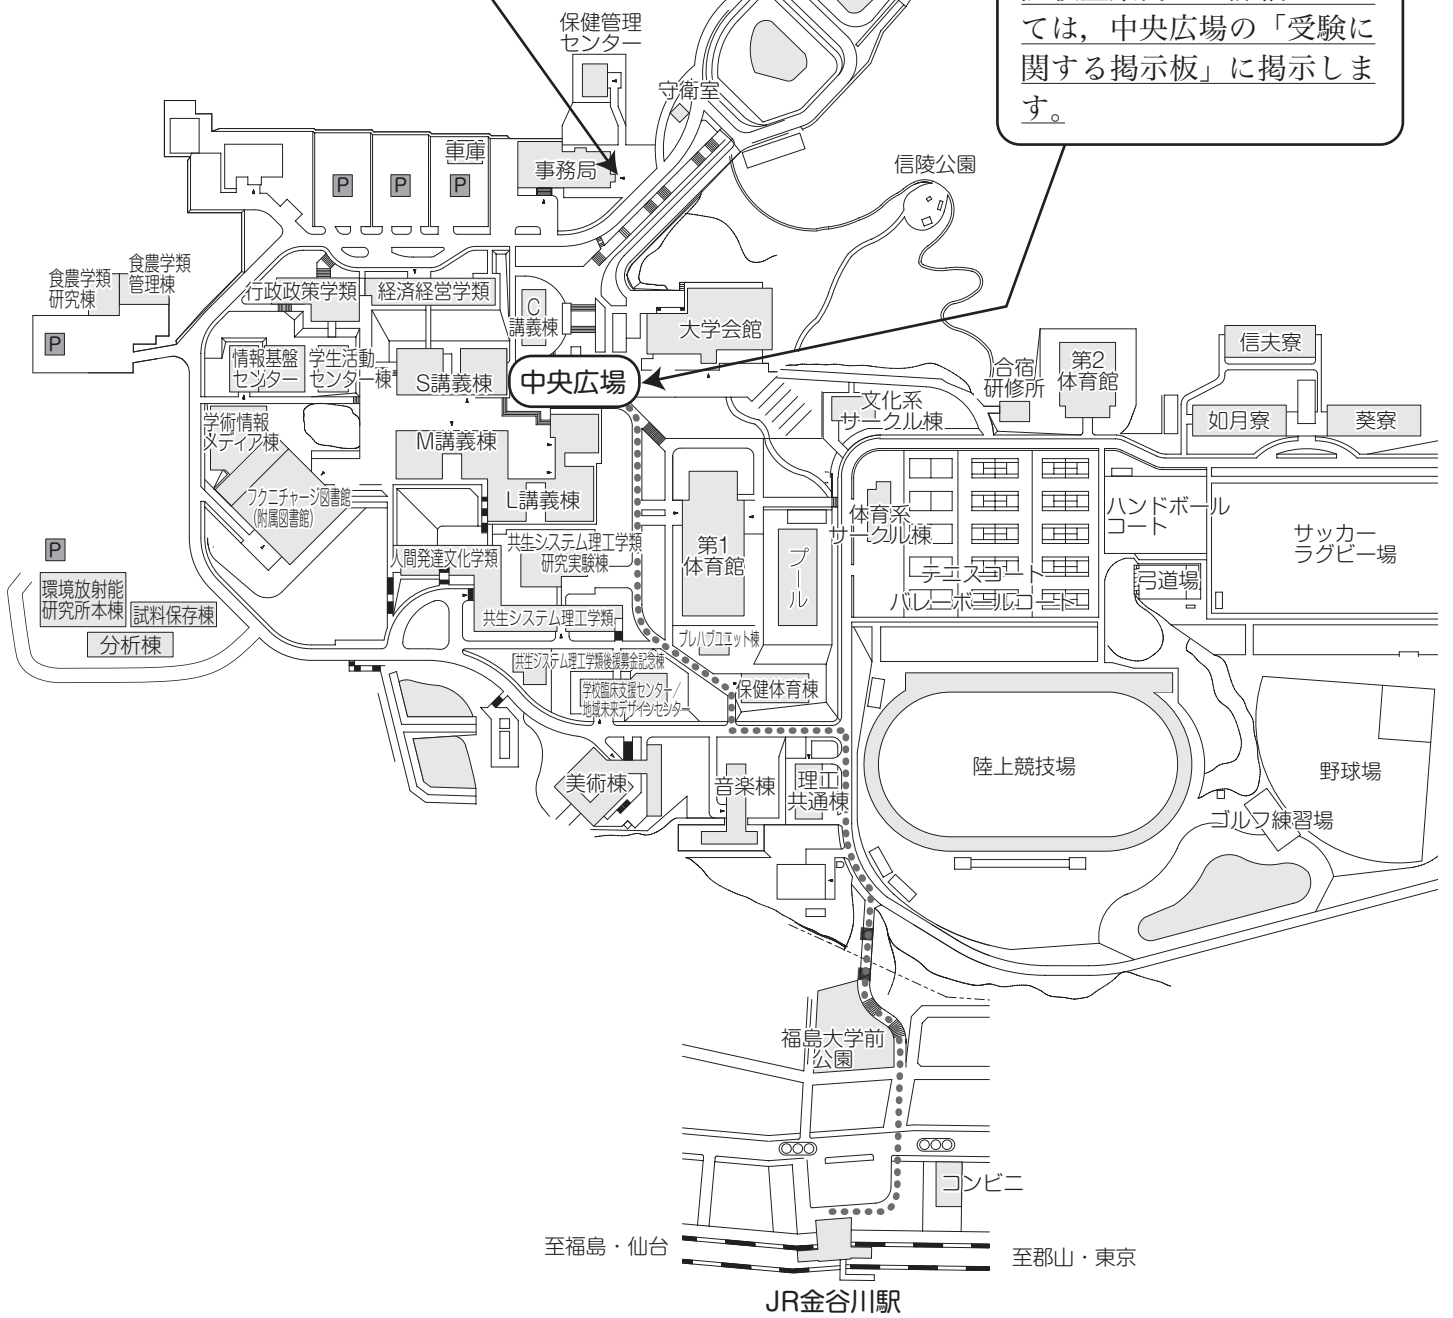 ては，中央広場の「受験に
関する掲示板」に掲示しま
す。
保健管理
センター
守衛室
車庫
事務局
P
P
P
信陵公園
食農学類
研究棟
食農学類
管理棟
P
行政政策学類
経済経営学類
C
講義棟
大学会館
情報基盤
センター
学生活動
センター棟
S講義棟
中央広場
合宿
研修所
第2
体育館
信夫寮
如月寮
葵寮
文化系
サークル棟
学術情報
メディア棟
M講義棟
L講義棟
フクニチャージ図書館
(附属図書館)
人間発達文化学類
共生システム理工学類
研究実験棟
第1
体育館
プール
体育系
サークル棟
テニスコート
バレーボールコート
ハンドボール
コート
弓道場
サッカー
ラグビー場
P
環境放射能
研究所本棟
試料保存棟
分析棟
共生システム理工学類
プレハブユニット棟
共生システム理工学類後援募金記念棟
学校臨床支援センター/
地域未来デザインセンター
保健体育棟
美術棟
音楽棟
理工
共通棟
陸上競技場
野球場
ゴルフ練習場
福島大学前
公園
コンビニ
至福島・仙台
至郡山・東京
JR金谷川駅